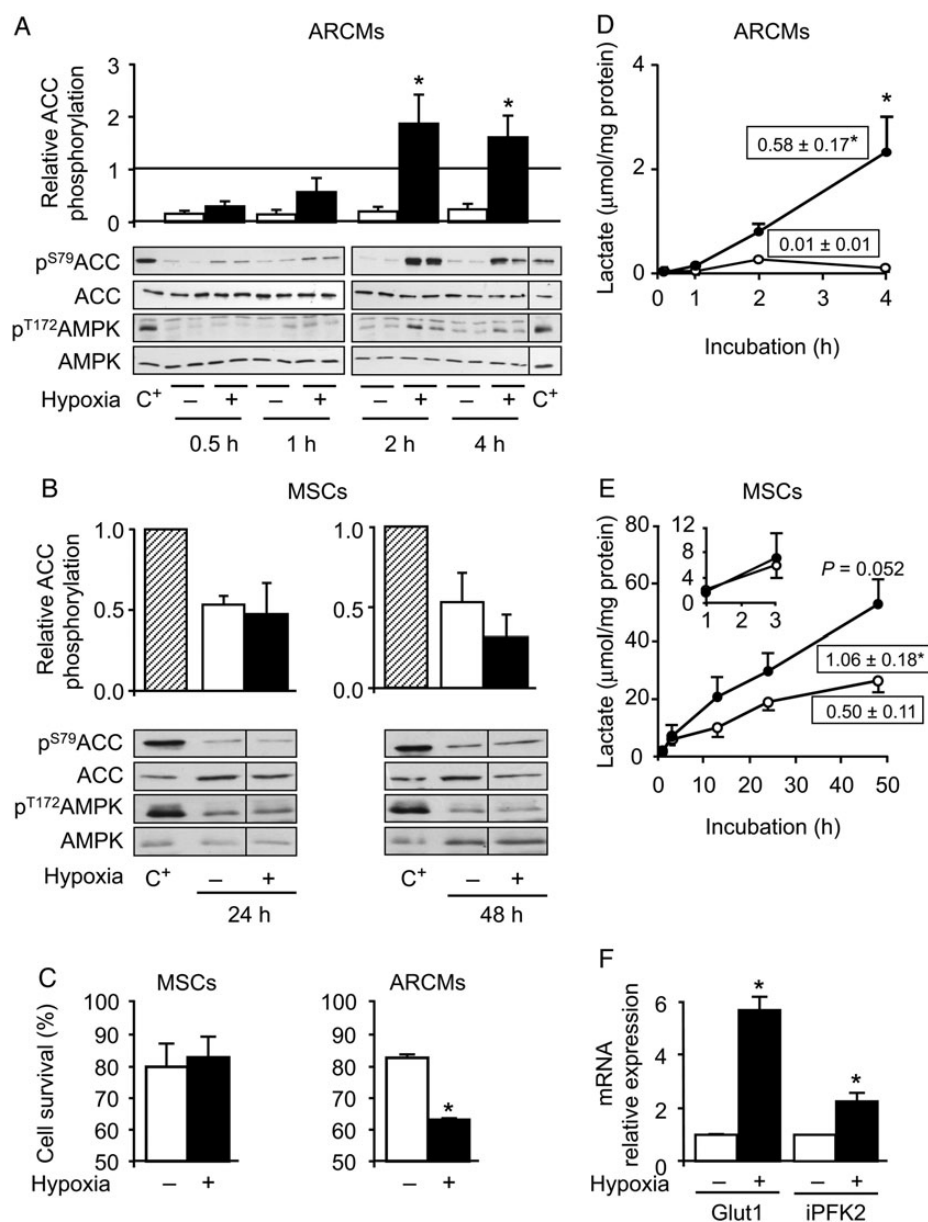 A
ARCMs
Relative ACC
phosphorylation
3
2
1
0
*
*
pS79ACC
ACC
pT172AMPK
AMPK
Hypoxia C+ – + – + – + – + C+
0.5 h 1 h 2 h 4 h
B
MSCs
Relative ACC
phosphorylation
1.0
0.5
0.0
1.0
0.5
0.0
pS79ACC
ACC
pT172AMPK
AMPK
Hypoxia C+ – + C+ – +
24 h 48 h
C
MSCs
ARCMs
Cell survival (%)
100
90
80
70
60
50
100
90
80
70
60
50
*
Hypoxia – + – +
D
ARCMs
Lactate (μmol/mg protein)
4
2
0
*
0.58 ± 0.17*
0.01 ± 0.01
0 1 2 3 4
Incubation (h)
E
MSCs
Lactate (μmol/mg protein)
80
60
40
20
0
12
8
4
0
1 2 3
P = 0.052
1.06 ± 0.18*
0.50 ± 0.11
0 10 20 30 40 50
Incubation (h)
F
mRNA
relative expression
6
4
2
0
*
*
Hypoxia – + – +
Glut1 iPFK2